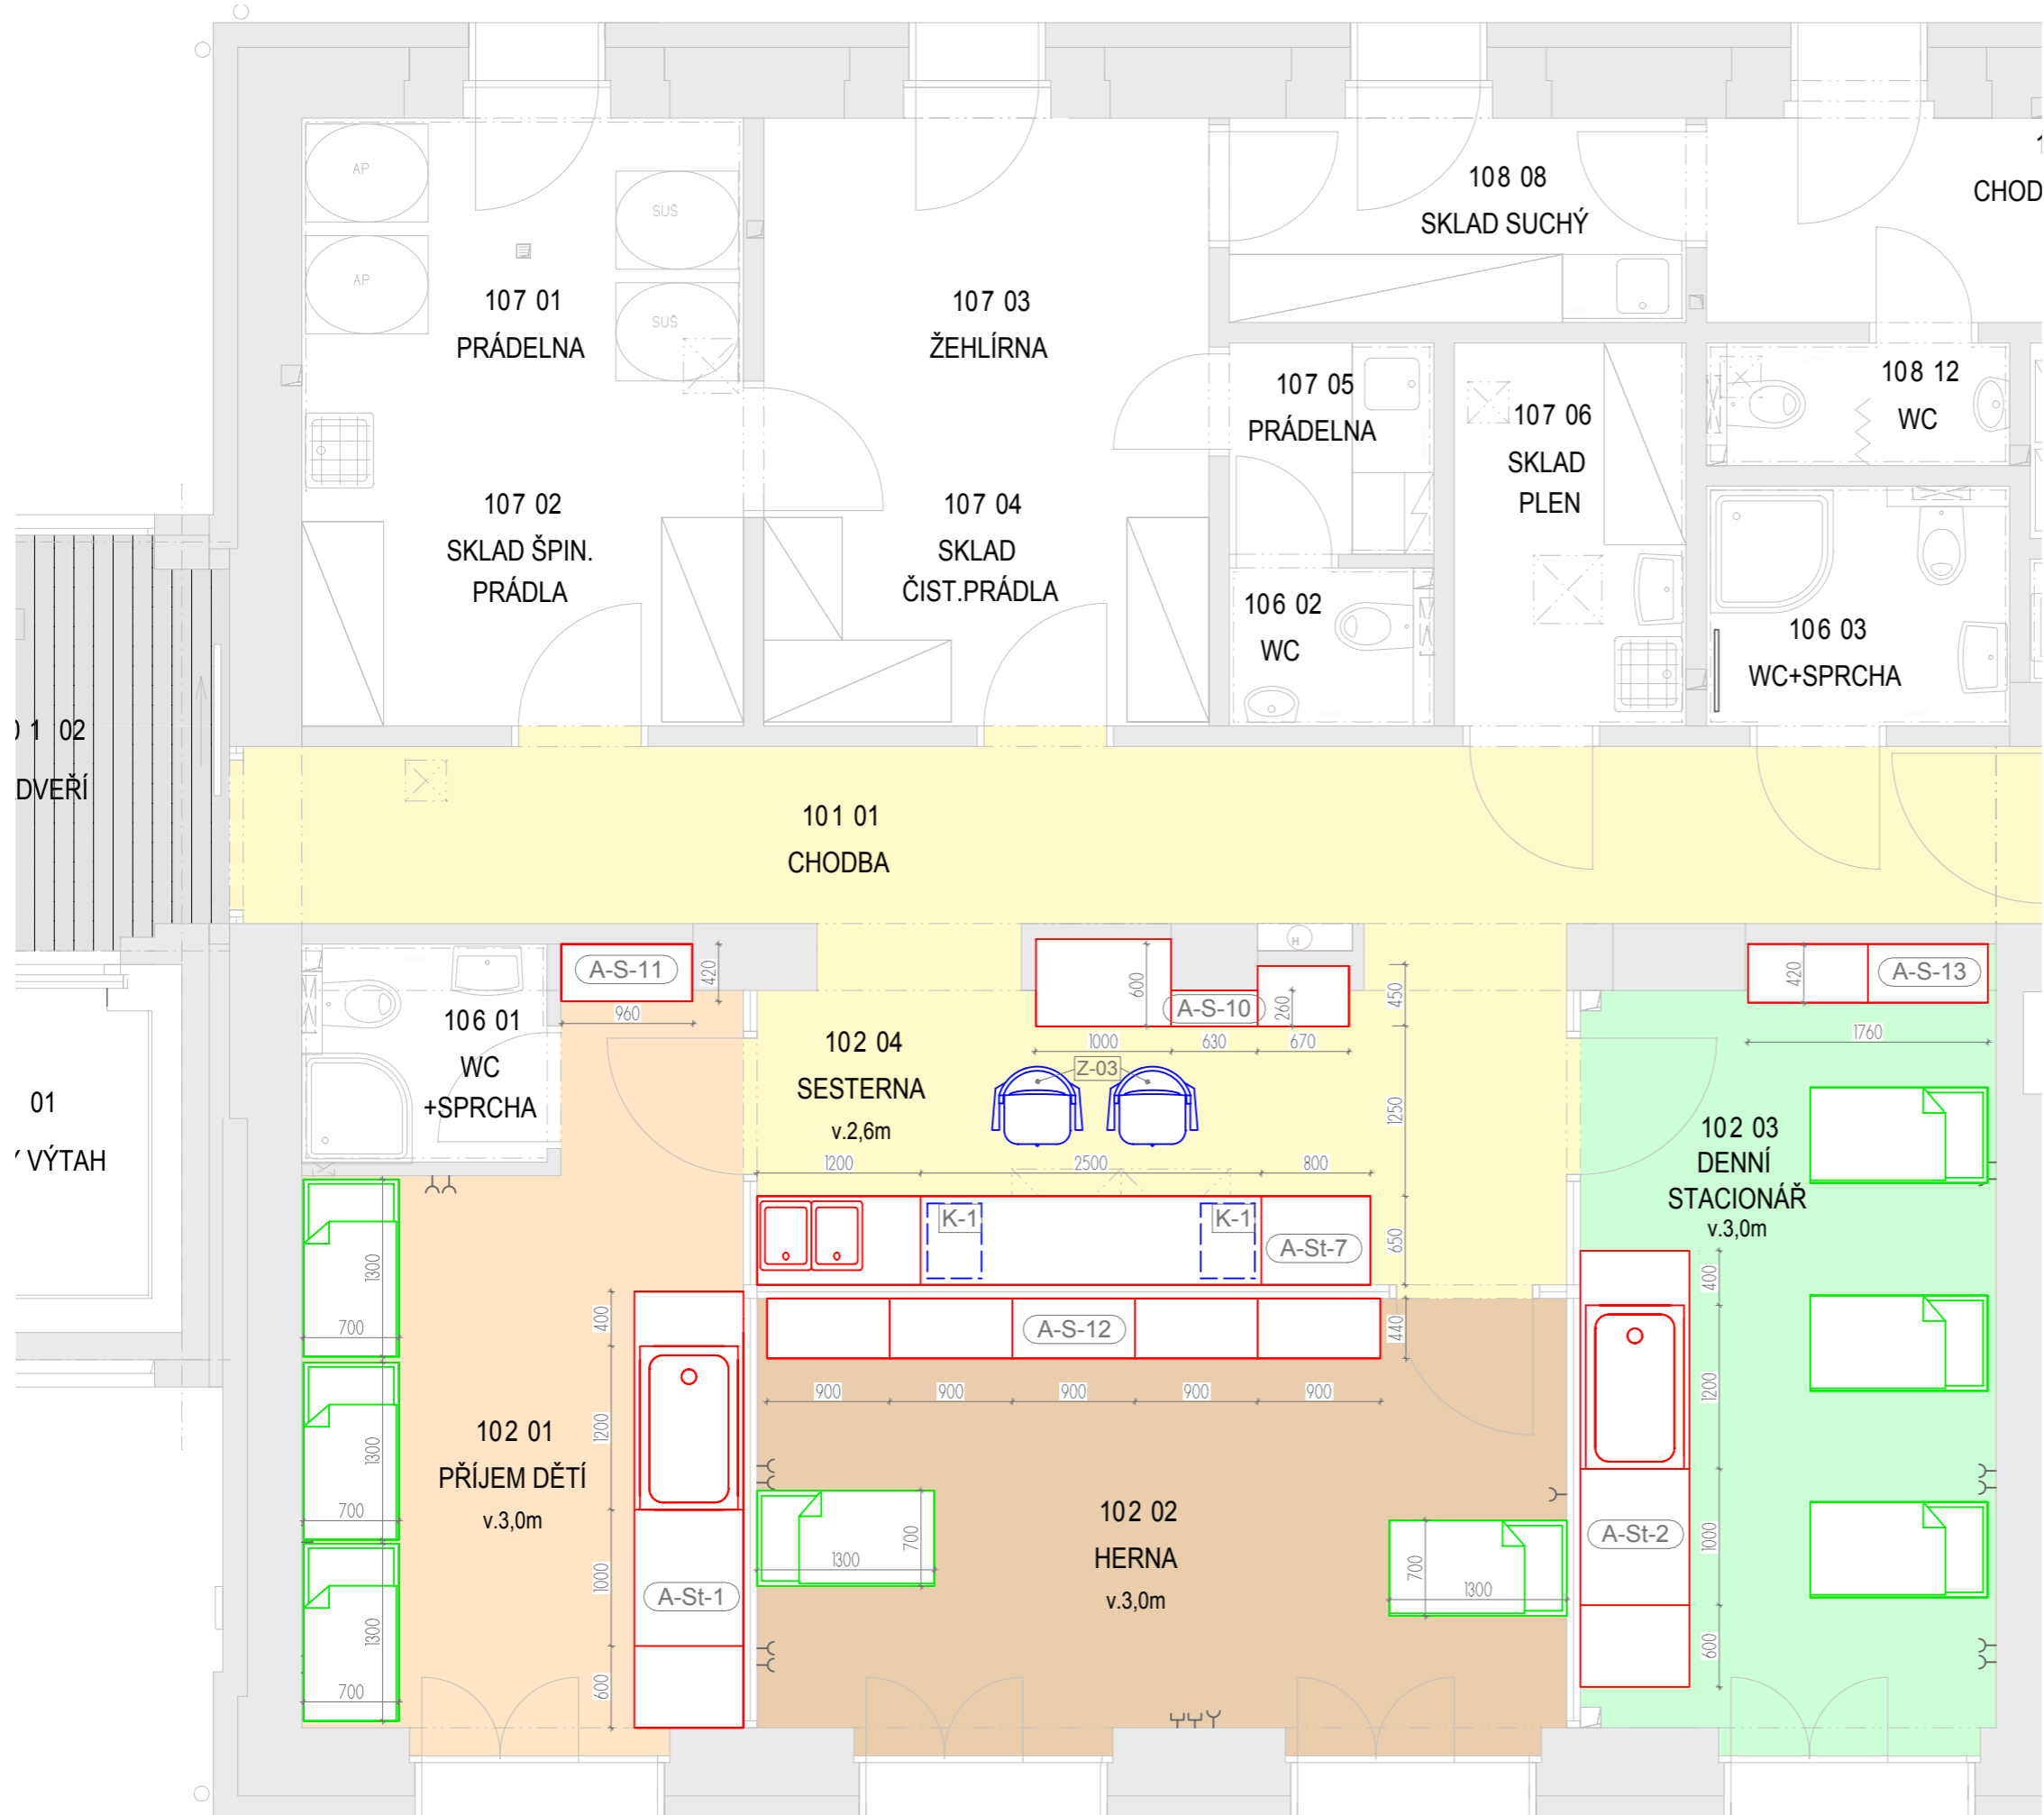 AP
SUŠ
AP
SUŠ
107 01
PRÁDELNA
107 02
SKLAD ŠPIN.
PRÁDLA
107 03
ŽEHLÍRNA
107 04
SKLAD
ČIST.PRÁDLA
108 08
SKLAD SUCHÝ
CHOD
107 05
PRÁDELNA
107 06
SKLAD
PLEN
108 12
WC
106 02
WC
106 03
WC+SPRCHA
1 02
DVEŘÍ
101 01
CHODBA
H
A-S-11
420
960
106 01
WC
+SPRCHA
600
A-S-10
260
450
1000
630
670
Z-03
102 04
SESTERNA
v.2,6m
1250
1200
2500
800
K-1
K-1
A-St-7
650
A-S-13
420
1760
102 03
DENNÍ
STACIONÁŘ
v.3,0m
01
VÝTAH
1300
700
1300
700
1300
700
102 01
PŘÍJEM DĚTÍ
v.3,0m
400
1200
1000
600
A-St-1
A-S-12
440
900
900
900
900
900
102 02
HERNA
v.3,0m
700
1300
700
1300
400
1200
1000
600
A-St-2